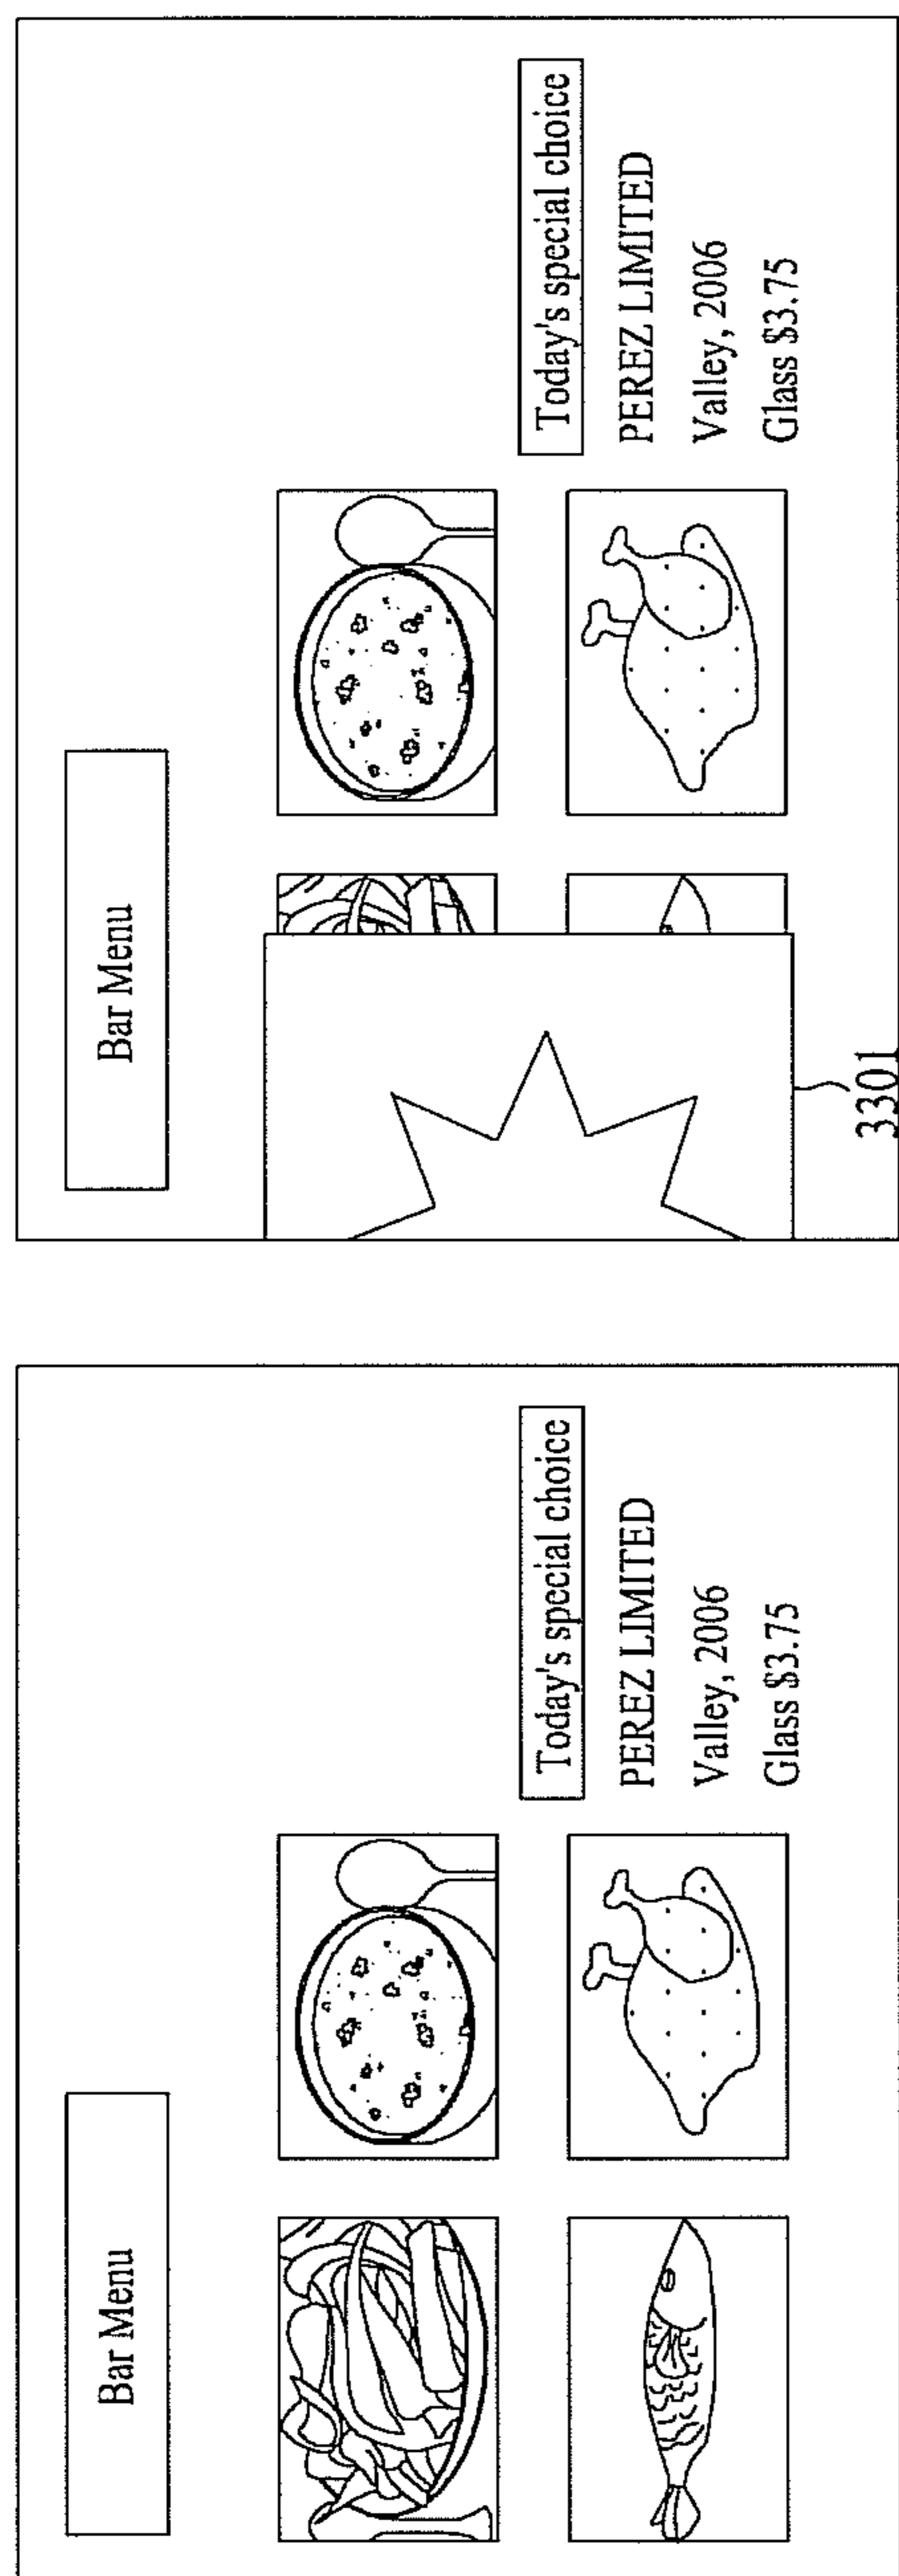 Bar Menu
Today's special choice
PEREZ LIMITED
Valley, 2006
Glass $3.75
Bar Menu
Today's special choice
PEREZ LIMITED
Valley, 2006
Glass $3.75
3301